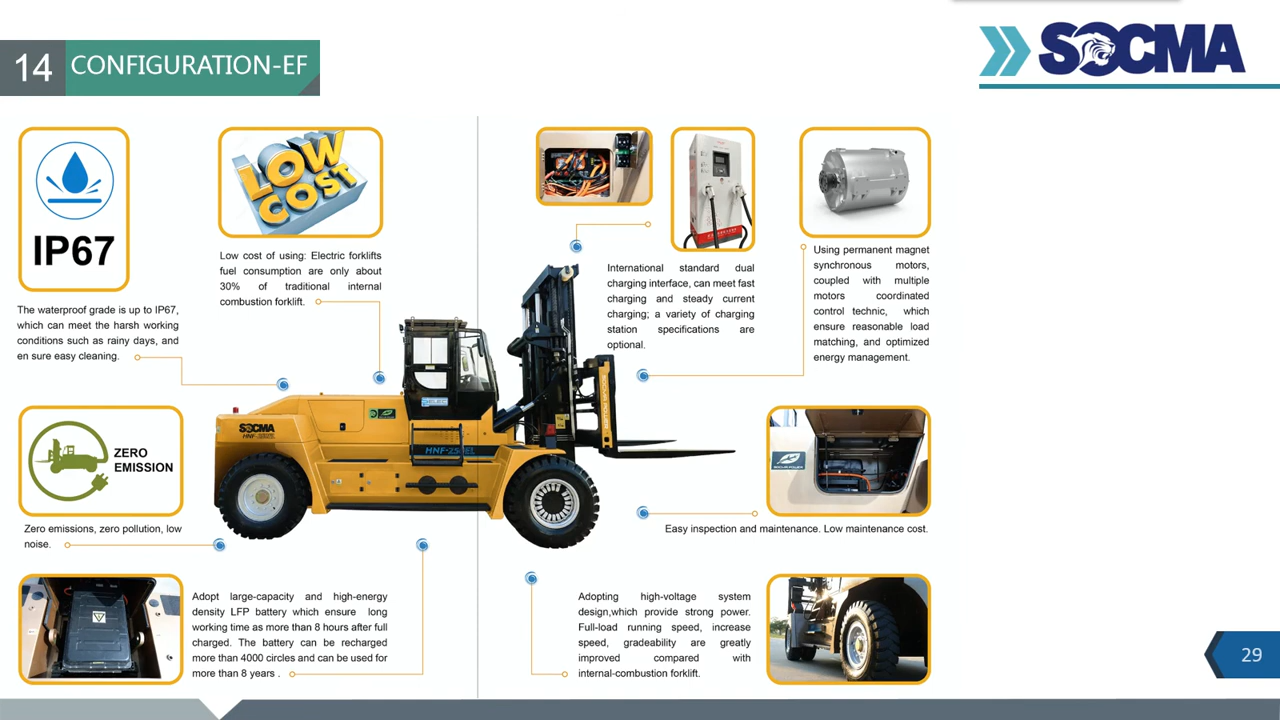 14 CONFIGURATION-EF
SOCMA
IP67
The waterproof grade is up to IP67,
which can meet the harsh working
conditions such as rainy days, and
en sure easy cleaning.
LOW
COST
Low cost of using: Electric forklifts
fuel consumption are only about
30% of traditional internal
combustion forklift.
International standard dual
charging interface, can meet fast
charging and steady current
charging; a variety of charging
station specifications are
optional.
Using permanent magnet
synchronous motors,
coupled with multiple
motors coordinated
control technic, which
ensure reasonable load
matching, and optimized
energy management.
ZERO
EMISSION
Zero emissions, zero pollution, low
noise.
SOCMA
Easy inspection and maintenance. Low maintenance cost.
Adopt large-capacity and high-energy
density LFP battery which ensure long
working time as more than 8 hours after full
charged. The battery can be recharged
more than 4000 circles and can be used for
more than 8 years .
Adopting high-voltage system
design,which provide strong power.
Full-load running speed, increase
speed, gradeability are greatly
improved compared with
internal-combustion forklift.
29